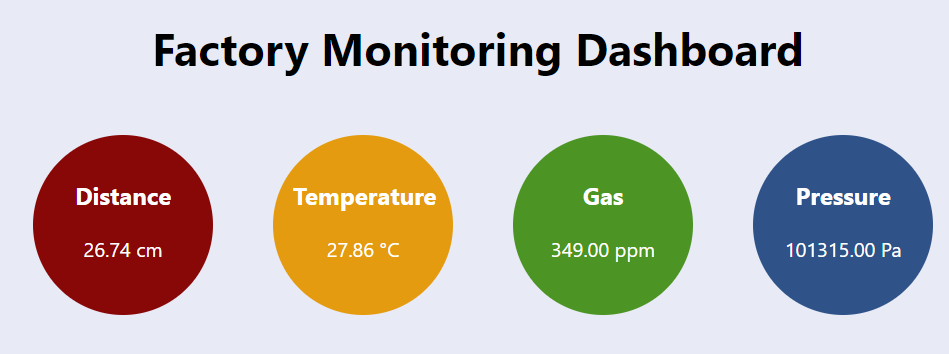 Factory Monitoring Dashboard
Distance
26.74 cm
Temperature
27.86 °C
Gas
349.00 ppm
Pressure
101315.00 Pa